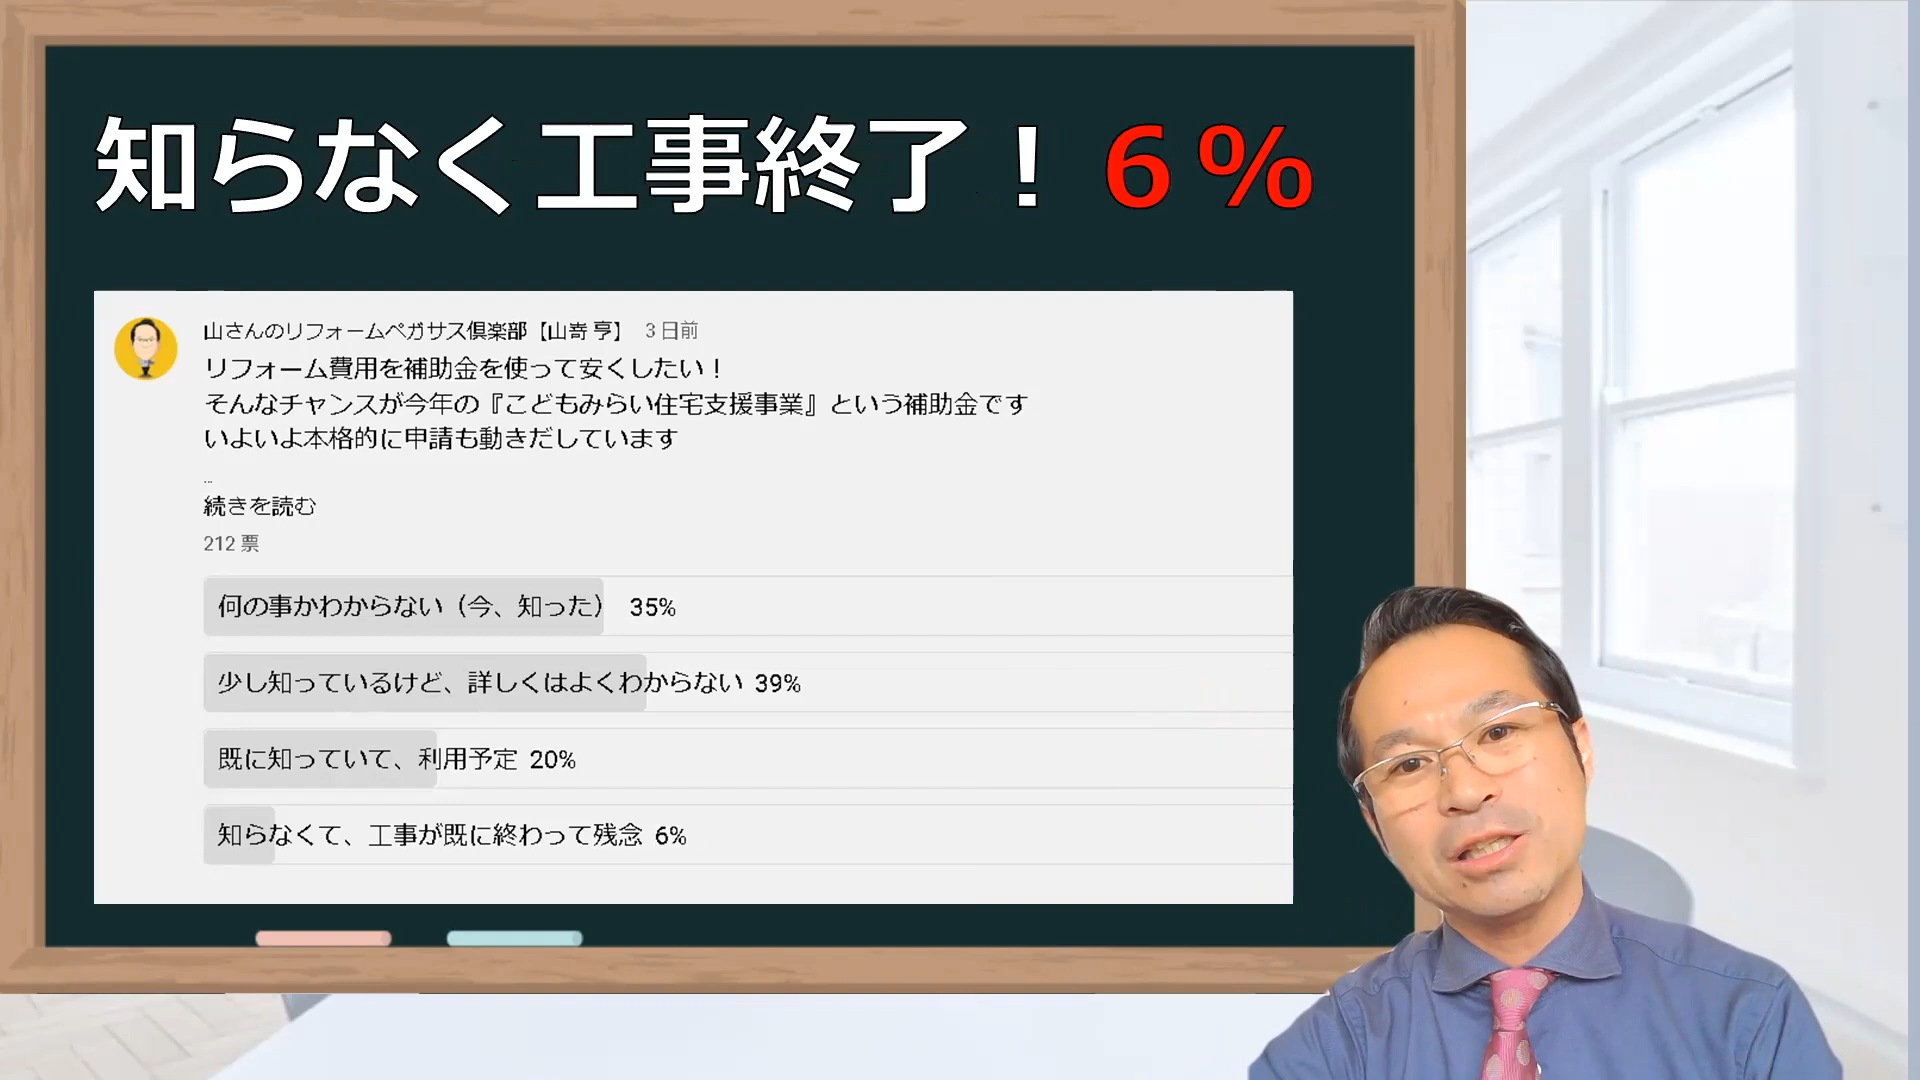 知らなく工事終了！６％
山さんのリフォームペガサス倶楽部【山嵜 亨】 3 日前
リフォーム費用を補助金を使って安くしたい！
そんなチャンスが今年の『こどもみらい住宅支援事業』という補助金です
いよいよ本格的に申請も動きだしています
...
続きを読む
212 票
何の事かわからない（今、知った） 35%
少し知っているけど、詳しくはよくわからない 39%
既に知っていて、利用予定 20%
知らなくて、工事が既に終わって残念 6%